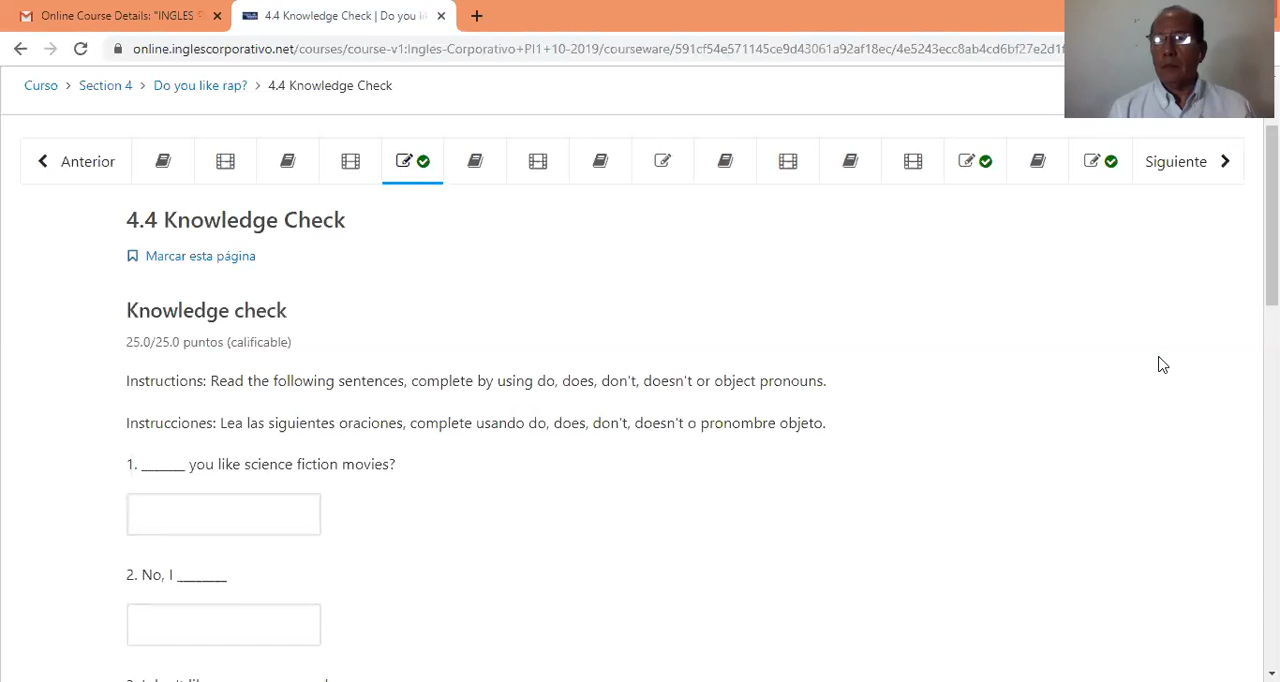 Online Course Details: "INGLES
4.4 Knowledge Check | Do you li
online.inglescorporativo.net/courses/course-v1:Ingles-Corporativo+PI1+10-2019/courseware/591cf54e571145ce9d43061a92af18ec/4e5243ecc8ab4cd6bf27e2d1f
Curso > Section 4 > Do you like rap? > 4.4 Knowledge Check
Anterior
Siguiente
4.4 Knowledge Check
Marcar esta página
Knowledge check
25.0/25.0 puntos (calificable)
Instructions: Read the following sentences, complete by using do, does, don't, doesn't or object pronouns.
Instrucciones: Lea las siguientes oraciones, complete usando do, does, don't, doesn't o pronombre objeto.
1. _______ you like science fiction movies?
2. No, I ________